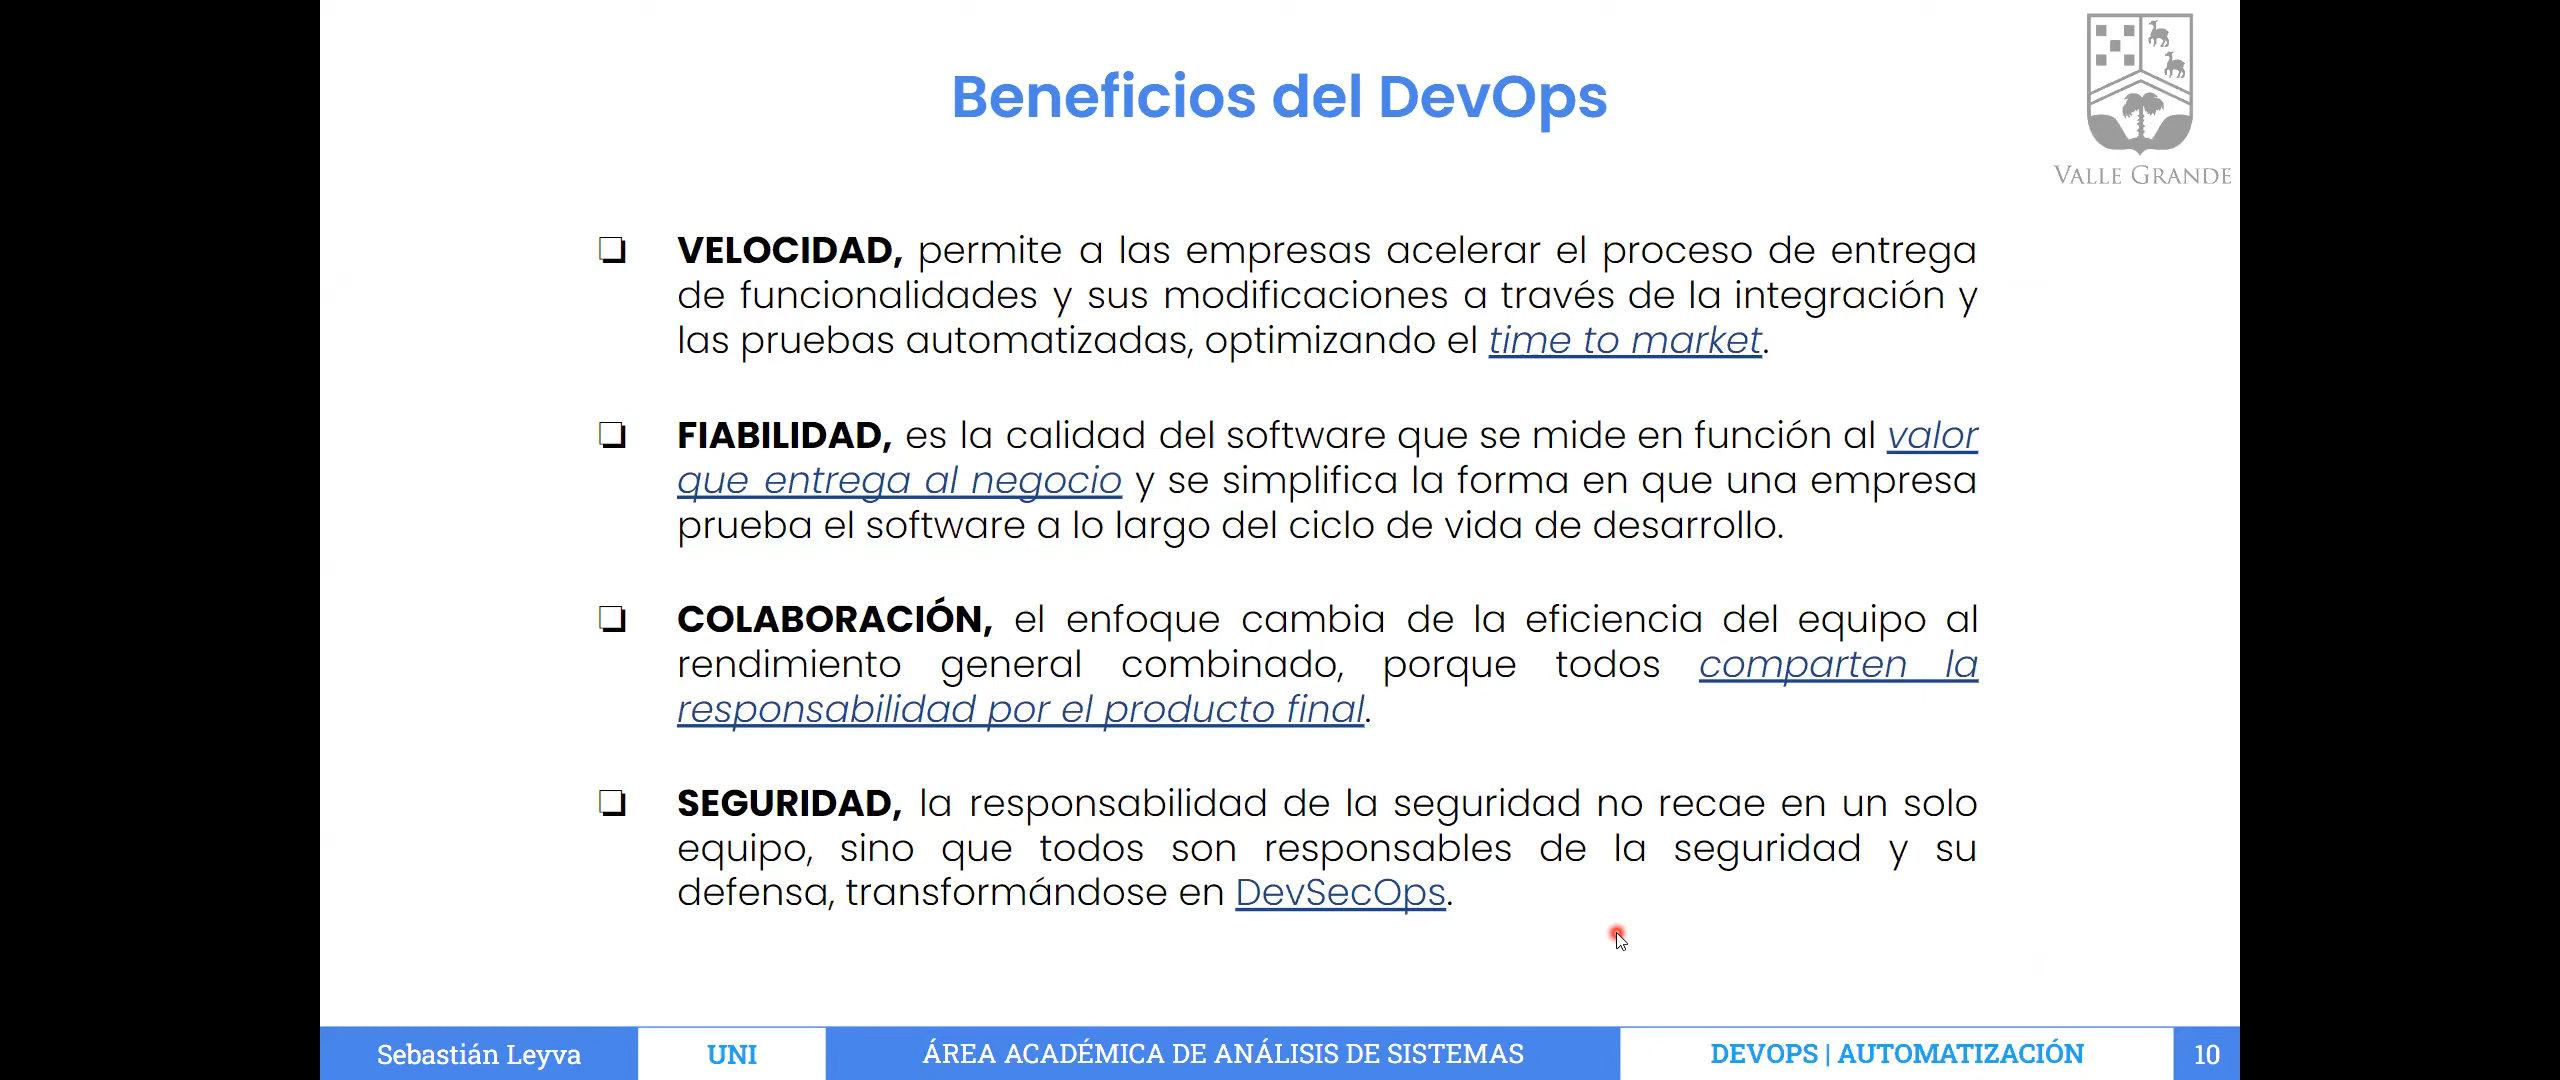 Beneficios del DevOps
VALLE GRANDE
❏ VELOCIDAD, permite a las empresas acelerar el proceso de entrega
de funcionalidades y sus modificaciones a través de la integración y
las pruebas automatizadas, optimizando el time to market.
❏ FIABILIDAD, es la calidad del software que se mide en función al valor
que entrega al negocio y se simplifica la forma en que una empresa
prueba el software a lo largo del ciclo de vida de desarrollo.
❏ COLABORACIÓN, el enfoque cambia de la eficiencia del equipo al
rendimiento general combinado, porque todos comparten la
responsabilidad por el producto final.
❏ SEGURIDAD, la responsabilidad de la seguridad no recae en un solo
equipo, sino que todos son responsables de la seguridad y su
defensa, transformándose en DevSecOps.
Sebastián Leyva UNI ÁREA ACADÉMICA DE ANÁLISIS DE SISTEMAS DEVOPS | AUTOMATIZACIÓN 10